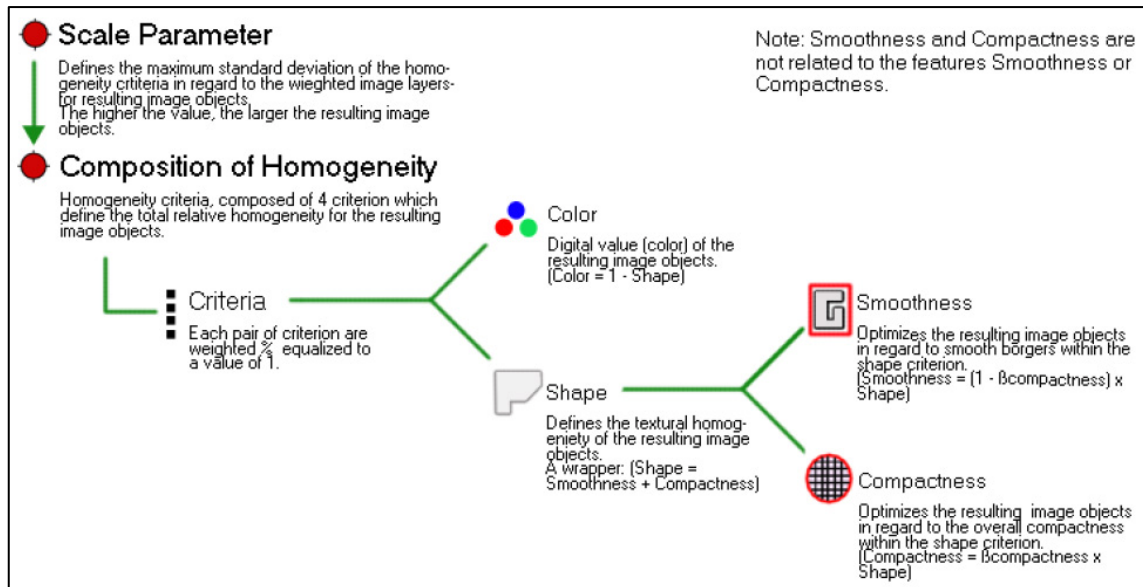 Scale Parameter
Defines the maximum standard deviation of the homo-
geneity crtiteria in regard to the wieghted image layers-
for resulting image objects.
The higher the value, the larger the resulting image
objects.
Note: Smoothness and Compactness are
not related to the features Smoothness or
Compactness.
Composition of Homogeneity
Homogeneity criteria, composed of 4 criterion which
define the total relative homogeneity for the resulting
image objects.
Color
Digital value (color) of the
resulting image objects.
(Color = 1 - Shape)
Criteria
Each pair of criterion are
weighted % equalized to
a value of 1.
Smoothness
Optimizes the resulting image objects
in regard to smooth borgers within the
shape criterion.
(Smoothness = (1 - ßcompactness) x
Shape)
Shape
Defines the textural homog-
eniety of the resulting image
objects.
A wrapper: (Shape =
Smoothness + Compactness)
Compactness
Optimizes the resulting image objects
in regard to the overall compactness
within the shape criterion.
(Compactness = ßcompactness x
Shape)